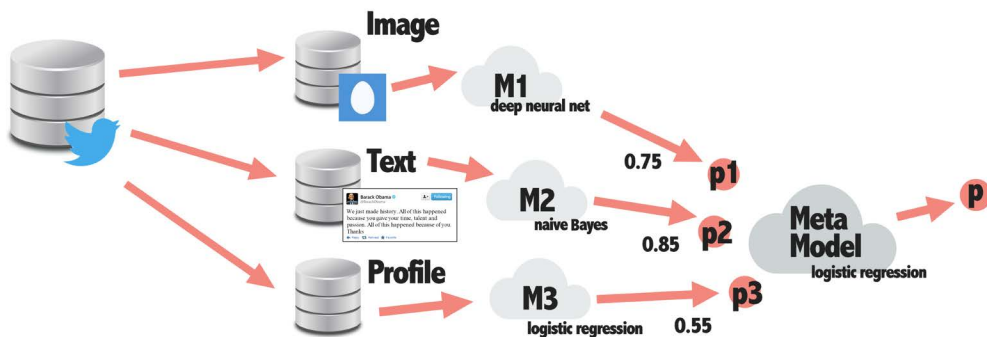 Image
M1
deep neural net
0.75
p1
Text
Barack Obama
Following
We just made history. All of this happened
because you gave your time, talent and
passion. All of this happened because of you.
Thanks
M2
naive Bayes
0.85
p2
Profile
M3
logistic regression
0.55
p3
Meta
Model
logistic regression
p